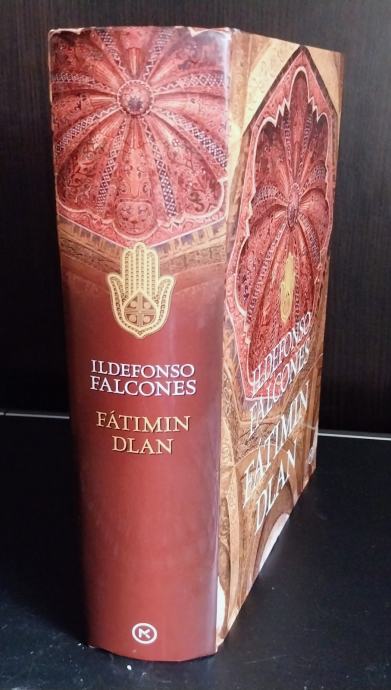 ILDEFONSO
FALCONES
FÁTIMIN
DLAN
ILDEFONSO
FALCONES
FÁTIMIN
DLAN